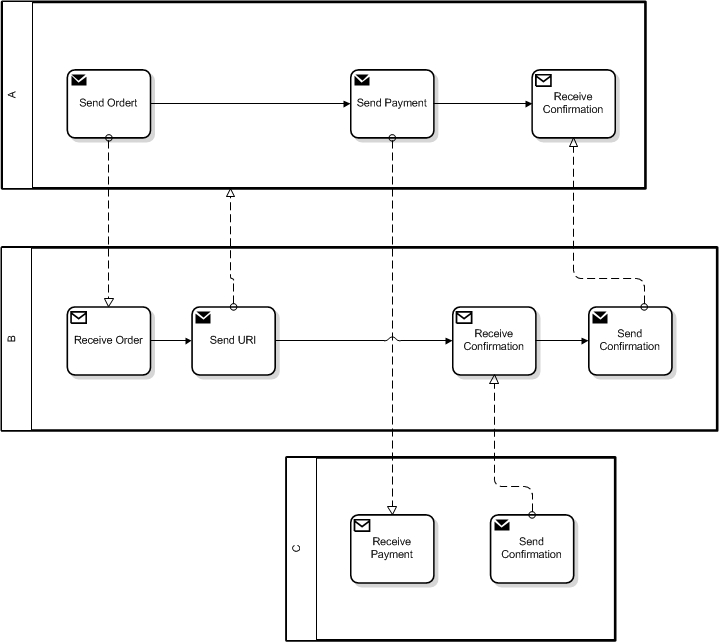 A
Send Ordert
Send Payment
Receive
Confirmation
B
Receive Order
Send URI
Receive
Confirmation
Send
Confirmation
C
Receive
Payment
Send
Confirmation